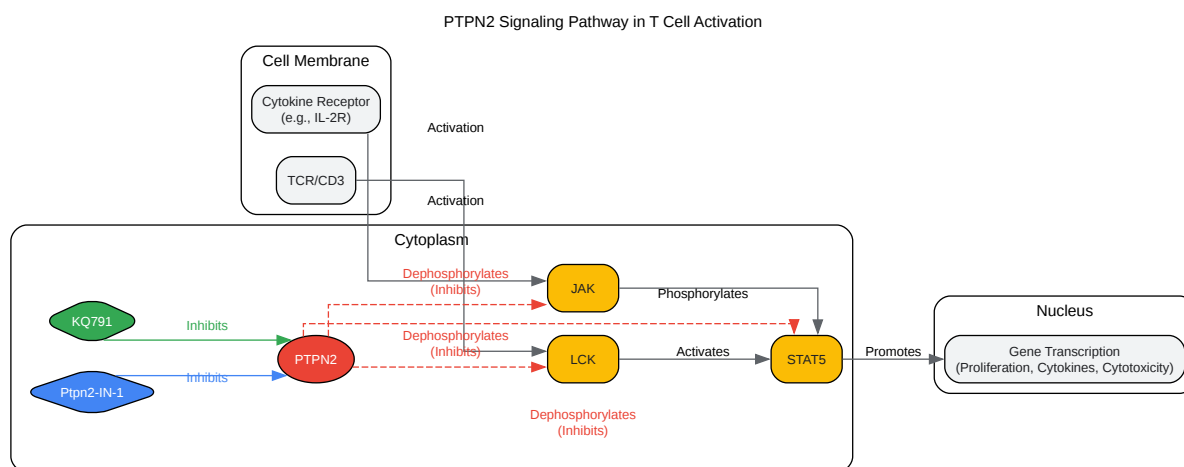 PTPN2 Signaling Pathway in T Cell Activation
Cell Membrane
Cytokine Receptor
(e.g., IL-2R)
Activation
TCR/CD3
Activation
Cytoplasm
Dephosphorylates
(Inhibits)
JAK
Phosphorylates
KQ791
Inhibits
Dephosphorylates
(Inhibits)
PTPN2
LCK
Activates
STAT5
Promotes
Nucleus
Gene Transcription
(Proliferation, Cytokines, Cytotoxicity)
Ptpn2-IN-1
Inhibits
Dephosphorylates
(Inhibits)